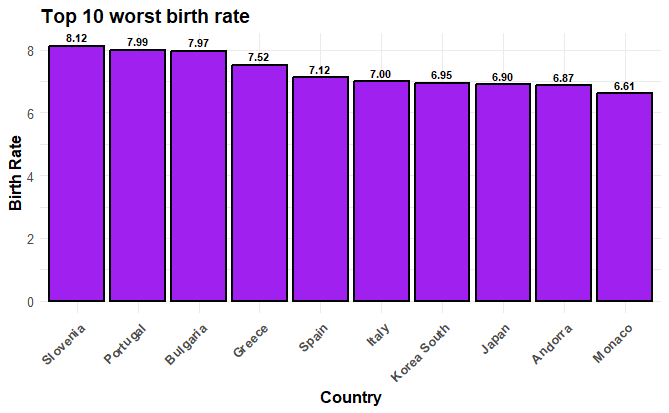 Top 10 worst birth rate
8.12 7.99 7.97 7.52 7.12 7.00 6.95 6.90 6.87 6.61
8
6
4
2
0
Birth Rate
Slovenia Portugal Bulgaria Greece Spain Italy Korea South Japan Andorra Monaco
Country